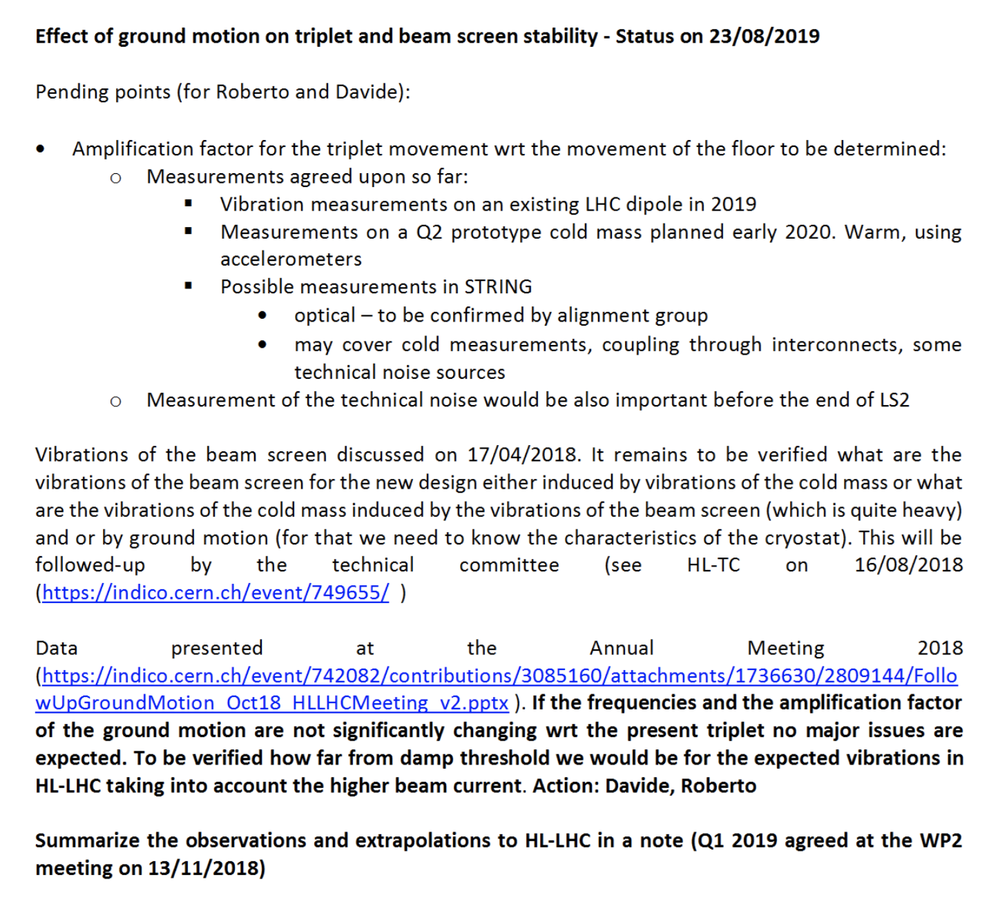 Effect of ground motion on triplet and beam screen stability - Status on 23/08/2019
Pending points (for Roberto and Davide):
• Amplification factor for the triplet movement wrt the movement of the floor to be determined:
o Measurements agreed upon so far:
▪ Vibration measurements on an existing LHC dipole in 2019
▪ Measurements on a Q2 prototype cold mass planned early 2020. Warm, using
accelerometers
▪ Possible measurements in STRING
• optical – to be confirmed by alignment group
• may cover cold measurements, coupling through interconnects, some
technical noise sources
o Measurement of the technical noise would be also important before the end of LS2
Vibrations of the beam screen discussed on 17/04/2018. It remains to be verified what are the
vibrations of the beam screen for the new design either induced by vibrations of the cold mass or what
are the vibrations of the cold mass induced by the vibrations of the beam screen (which is quite heavy)
and or by ground motion (for that we need to know the characteristics of the cryostat). This will be
followed-up by the technical committee (see HL-TC on 16/08/2018
(https://indico.cern.ch/event/749655/ )
Data presented at the Annual Meeting 2018
(https://indico.cern.ch/event/742082/contributions/3085160/attachments/1736630/2809144/Follo
wUpGroundMotion_Oct18_HLLHCMeeting_v2.pptx ). If the frequencies and the amplification factor
of the ground motion are not significantly changing wrt the present triplet no major issues are
expected. To be verified how far from damp threshold we would be for the expected vibrations in
HL-LHC taking into account the higher beam current. Action: Davide, Roberto
Summarize the observations and extrapolations to HL-LHC in a note (Q1 2019 agreed at the WP2
meeting on 13/11/2018)